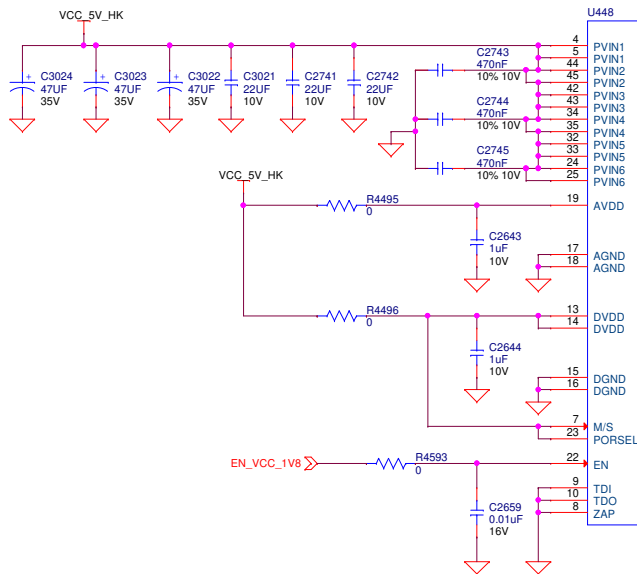 U448
VCC_5V_HK
C3024
47UF
35V
C3023
47UF
35V
C3022
47UF
35V
C3021
22UF
10V
C2741
22UF
10V
C2742
22UF
10V
C2743
470nF
10% 10V
C2744
470nF
10% 10V
C2745
470nF
10% 10V
4 PVIN1
5 PVIN1
44 PVIN2
45 PVIN2
42 PVIN3
43 PVIN3
34 PVIN4
35 PVIN4
32 PVIN5
33 PVIN5
24 PVIN6
25 PVIN6
VCC_5V_HK
R4495
0
19 AVDD
C2643
1uF
10V
17 AGND
18 AGND
R4496
0
13 DVDD
14 DVDD
C2644
1uF
10V
15 DGND
16 DGND
7 M/S
23 PORSEL
EN_VCC_1V8
R4593
0
22 EN
C2659
0.01uF
16V
9 TDI
10 TDO
8 ZAP